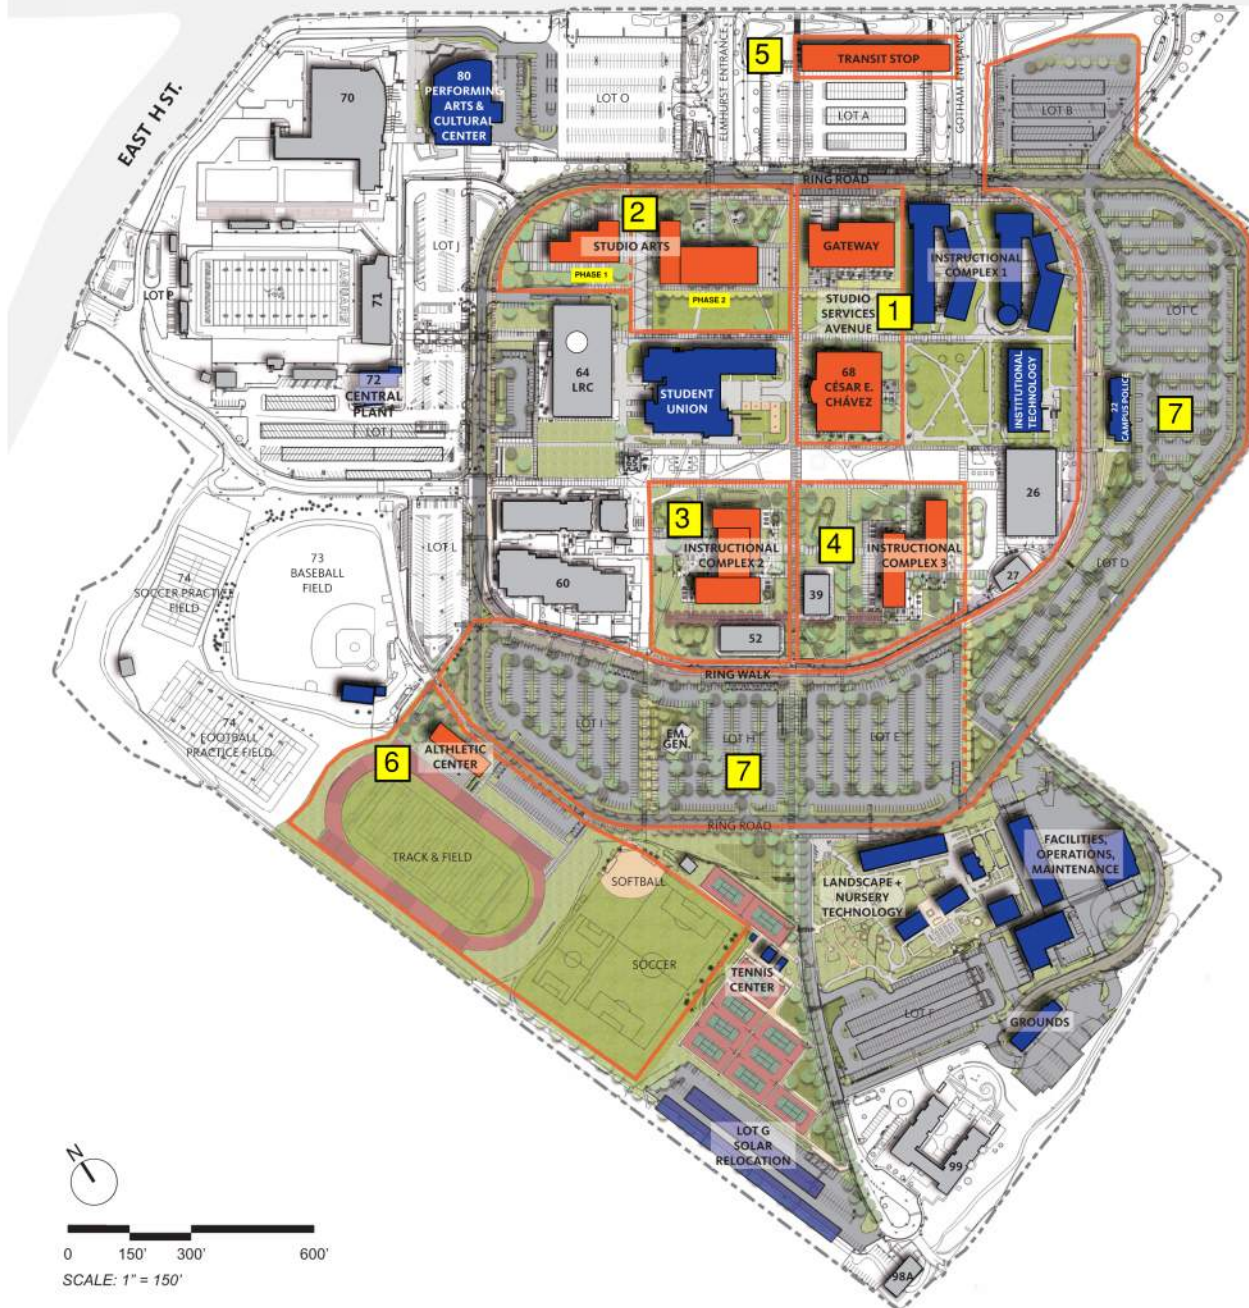 EAST H ST.
70
80
PERFORMING
ARTS &
CULTURAL
CENTER
LOT O
ELMHURST ENTRANCE
5
TRANSIT STOP
LOT A
GOTHAM ENTRANCE
LOT B
RING ROAD
LOT J
2
STUDIO ARTS
PHASE 1
PHASE 2
GATEWAY
INSTRUCTIONAL
COMPLEX 1
STUDIO
SERVICES
AVENUE
1
LOT C
LOT P
JAGUARS
71
72
CENTRAL
PLANT
LOT J
64
LRC
STUDENT
UNION
68
CÉSAR E.
CHÁVEZ
INSTITUTIONAL
TECHNOLOGY
22
CAMPUS POLICE
7
26
3
INSTRUCTIONAL
COMPLEX 2
4
INSTRUCTIONAL
COMPLEX 3
LOT L
73
BASEBALL
FIELD
74
SOCCER PRACTICE
FIELD
60
39
27
LOT D
52
RING WALK
74
FOOTBALL
PRACTICE FIELD
LOT I
EM.
GEN.
LOT H
LOT E
6
ALTHLETIC
CENTER
7
RING ROAD
TRACK & FIELD
SOFTBALL
SOCCER
LANDSCAPE +
NURSERY
TECHNOLOGY
FACILITIES,
OPERATIONS,
MAINTENANCE
TENNIS
CENTER
LOT F
GROUNDS
LOT G
SOLAR
RELOCATION
99
98A
N
0 150' 300' 600'
SCALE: 1" = 150'